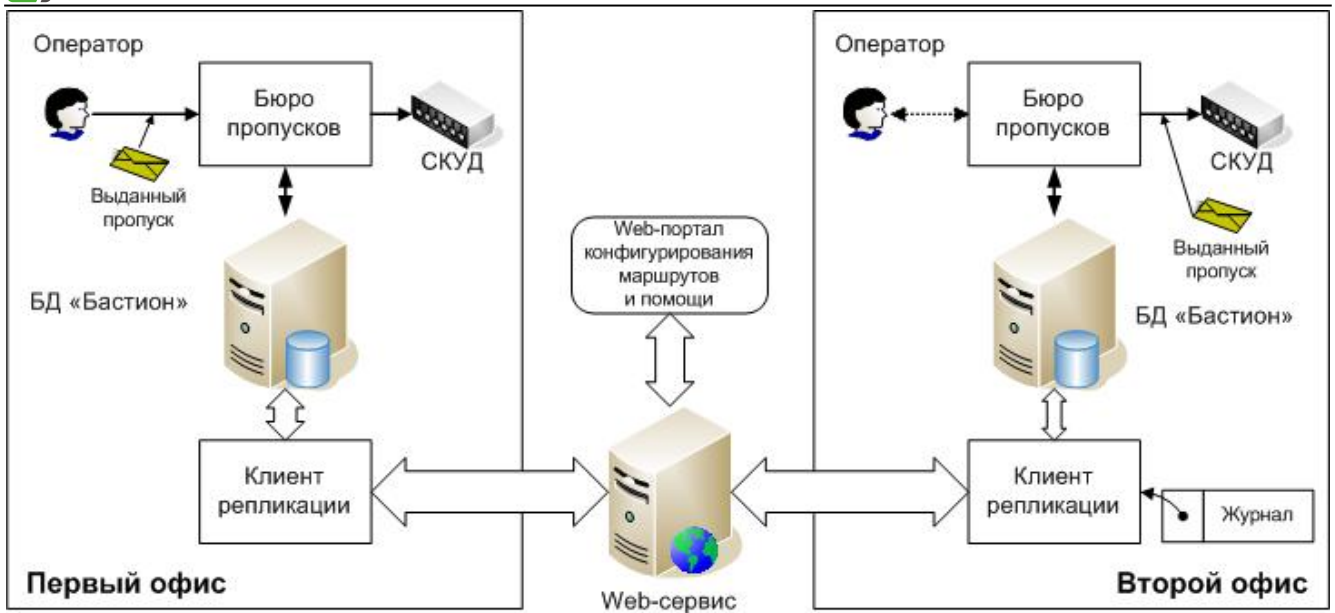 Оператор
Бюро
пропусков
СКУД
Выданный
пропуск
БД «Бастион»
Клиент
репликации
Первый офис
Web-портал
конфигурирования
маршрутов
и помощи
Web-сервис
Оператор
Бюро
пропусков
СКУД
Выданный
пропуск
БД «Бастион»
Клиент
репликации
Журнал
Второй офис